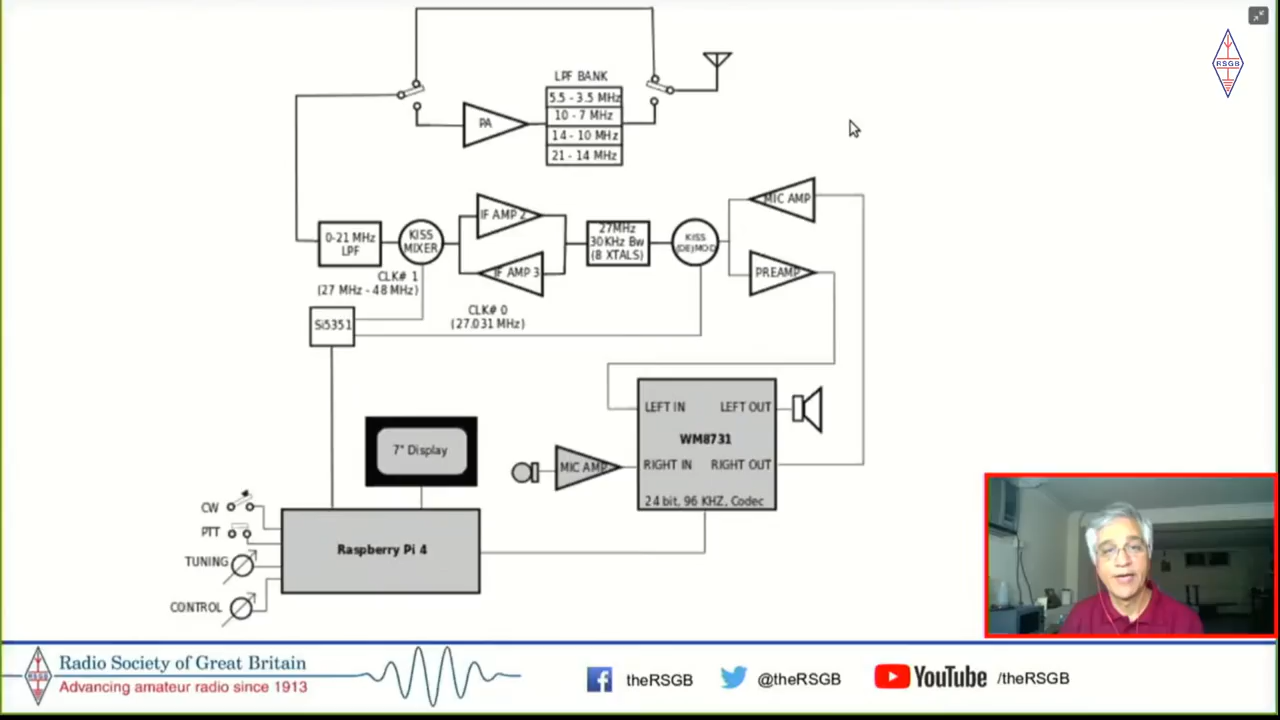 RSGB
LPF BANK
5.5 - 3.5 MHz
10 - 7 MHz
14 - 10 MHz
21 - 14 MHz
PA
MIC AMP
IF AMP 2
27MHz
30KHz Bw
(8 XTALS)
0-21 MHz
LPF
KISS
MIXER
KISS
(DE)MOD
IF AMP 3
PREAMP
CLK# 1
(27 MHz - 48 MHz)
CLK# 0
(27.031 MHz)
Si5351
LEFT IN
LEFT OUT
WM8731
7" Display
MIC AMP
RIGHT IN
RIGHT OUT
24 bit, 96 KHZ, Codec
CW
PTT
Raspberry Pi 4
TUNING
CONTROL
RSGB
Radio Society of Great Britain
Advancing amateur radio since 1913
theRSGB
@theRSGB
YouTube /theRSGB